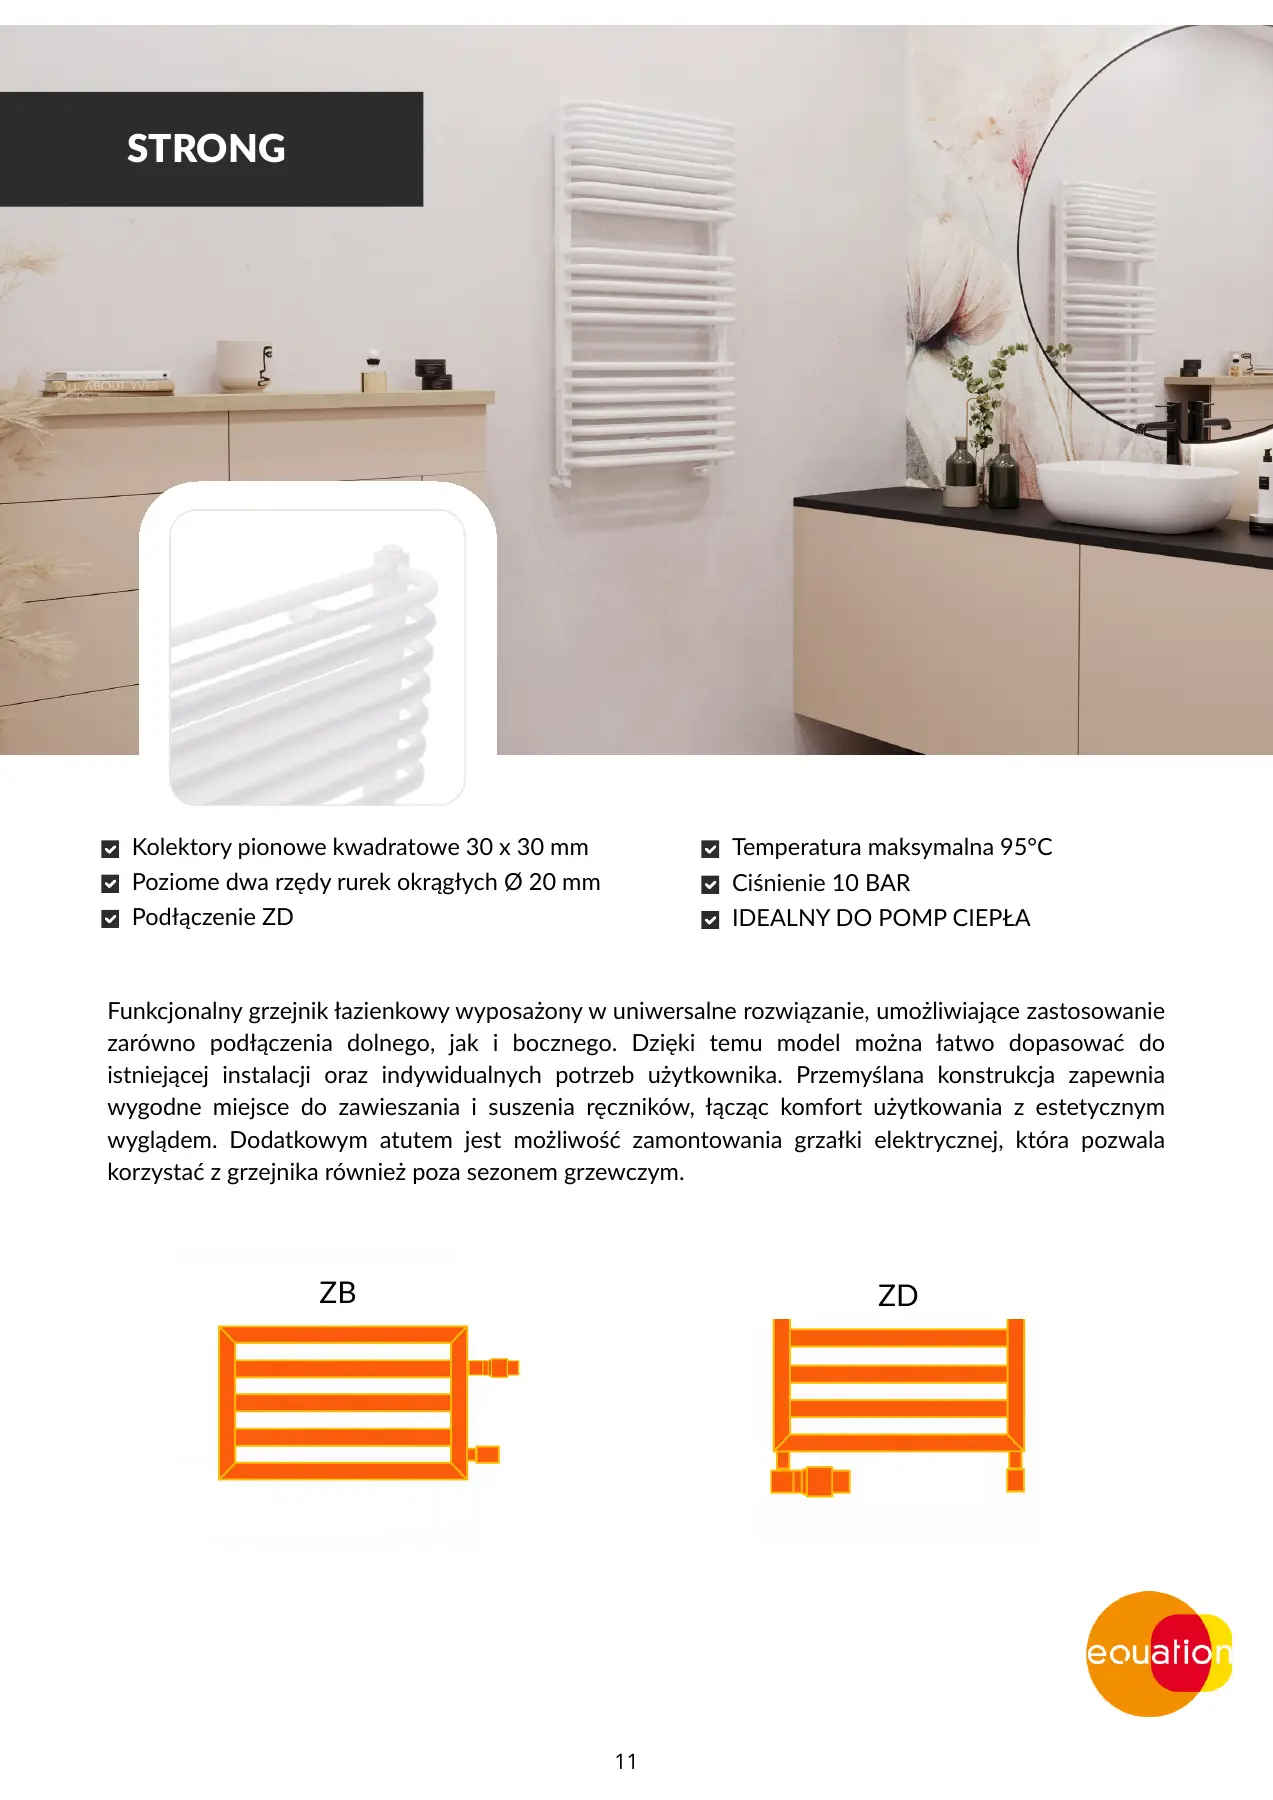 STRONG
ALL ABOUT YVES
Kolektory pionowe kwadratowe 30 x 30 mm
Poziome dwa rzędy rurek okrągłych Ø 20 mm
Podłączenie ZD
Temperatura maksymalna 95°C
Ciśnienie 10 BAR
IDEALNY DO POMP CIEPŁA
Funkcjonalny grzejnik łazienkowy wyposażony w uniwersalne rozwiązanie, umożliwiające zastosowanie
zarówno podłączenia dolnego, jak i bocznego. Dzięki temu model można łatwo dopasować do
istniejącej instalacji oraz indywidualnych potrzeb użytkownika. Przemyślana konstrukcja zapewnia
wygodne miejsce do zawieszania i suszenia ręczników, łącząc komfort użytkowania z estetycznym
wyglądem. Dodatkowym atutem jest możliwość zamontowania grzałki elektrycznej, która pozwala
korzystać z grzejnika również poza sezonem grzewczym.
ZB
ZD
equation
11